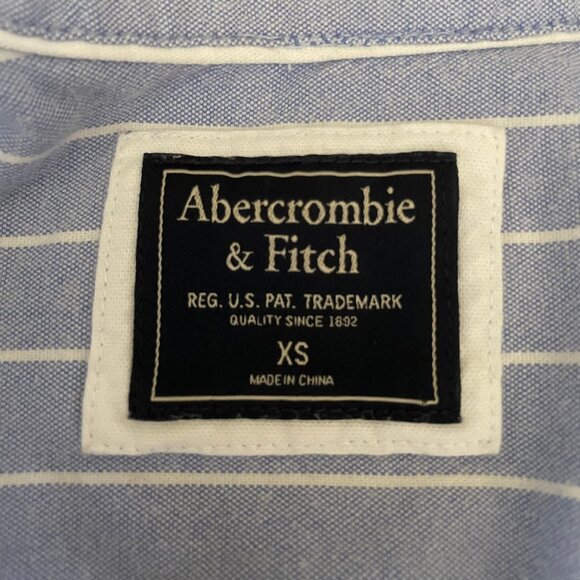 Abercrombie
& Fitch
REG. U.S. PAT. TRADEMARK
QUALITY SINCE 1892
XS
MADE IN CHINA